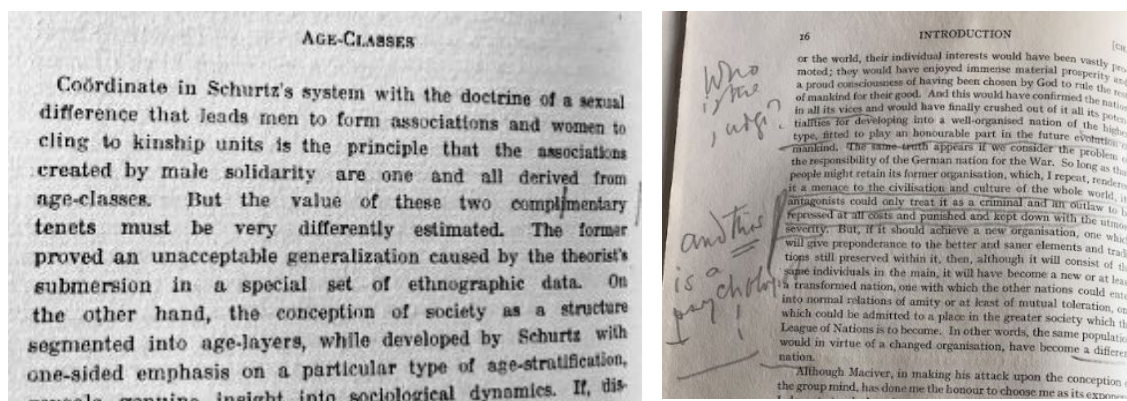 AGE-CLASSES
Coördinate in Schurtz's system with the doctrine of a sexual
difference that leads men to form associations and women to
cling to kinship units is the principle that the associations
created by male solidarity are one and all derived from
age-classes. But the value of these two complimentary
tenets must be very differently estimated. The former
proved an unacceptable generalization caused by the theorist's
submersion in a special set of ethnographic data. On
the other hand, the conception of society as a structure
segmented into age-layers, while developed by Schurtz with
one-sided emphasis on a particular type of age-stratification,
genuine insight into sociological dynamics. If, dis-
16 INTRODUCTION
or the world, their individual interests would have been vastly pro-
moted; they would have enjoyed immense material prosperity and
a proud consciousness of having been chosen by God to rule the
of mankind for their good. And this would have confirmed the nation
in all its vices and would have finally crushed out of it all its poten-
tialities for developing into a well-organised nation of the higher
type, fitted to play an honourable part in the future evolution
mankind. The same truth appears if we consider the problem
the responsibility of the German nation for the War. So long as
people might retain its former organisation, which, I repeat,
it a menace to the civilisation and culture of the whole world,
antagonists could only treat it as a criminal and an outlaw to
repressed at all costs and punished and kept down with the
severity. But, if it should achieve a new organisation, one
will give preponderance to the better and saner elements and
tions still preserved within it, then, although it will consist of
same individuals in the main, it will have become a new or at
a transformed nation, one with which the other nations could
into normal relations of amity or at least of mutual toleration,
which could be admitted to a place in the greater society which
League of Nations is to become. In other words, the same
would in virtue of a changed organisation, have become a
nation.
Although Maciver, in making his attack upon the conception
the group mind, has done me the honour to choose me as its
Who
is the
judge?
and this
is a
psychologist
!